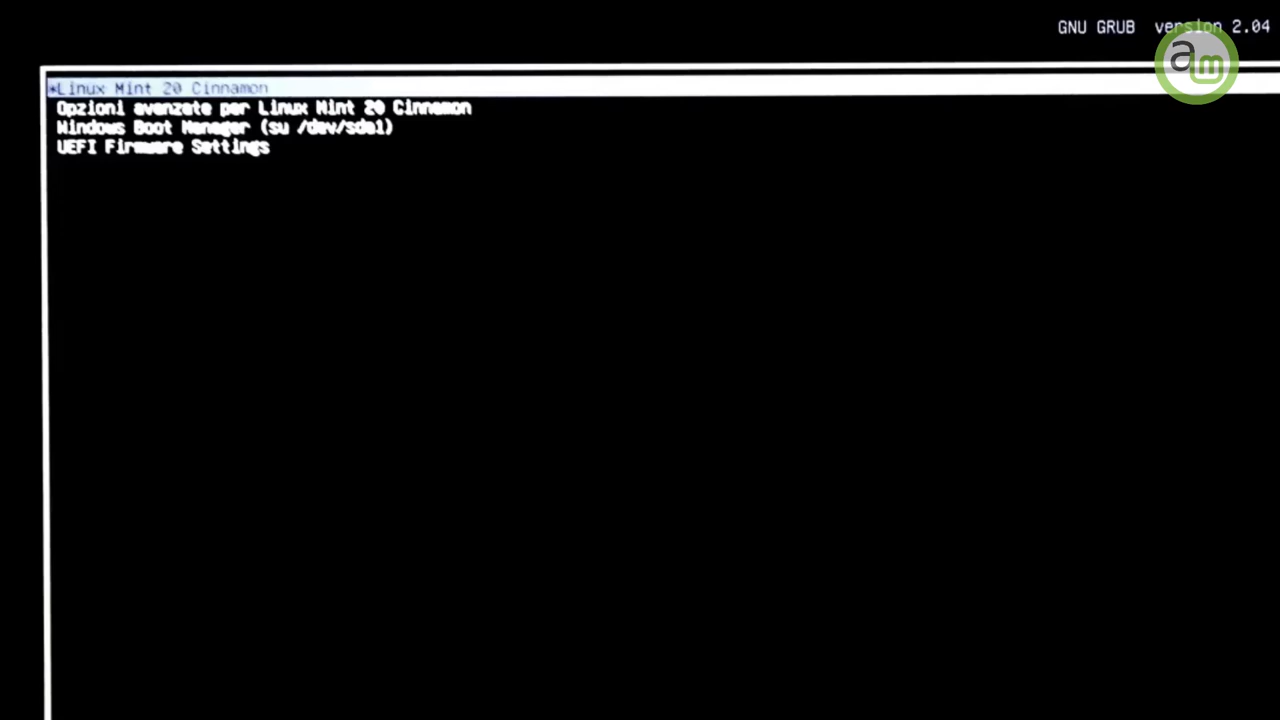 GNU GRUB version 2.04
am
*Linux Mint 20 Cinnamon
Opzioni avanzate per Linux Mint 20 Cinnamon
Windows Boot Manager (su /dev/sda1)
UEFI Firmware Settings